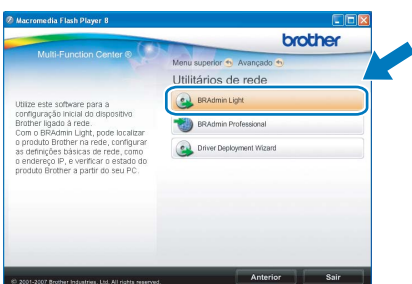 Macromedia Flash Player 8
brother
Multi-Function Center ®
Menu superior Avançado
Utilitários de rede
BRAdmin Light
BRAdmin Professional
Driver Deployment Wizard
Utilize este software para a
configuração inicial do dispositivo
Brother ligado à rede.
Com o BRAdmin Light, pode localizar
o produto Brother na rede, configurar
as definições básicas de rede, como
o endereço IP, e verificar o estado do
produto Brother a partir do seu PC.
© 2001-2007 Brother Industries, Ltd. All rights reserved.
Anterior Sair